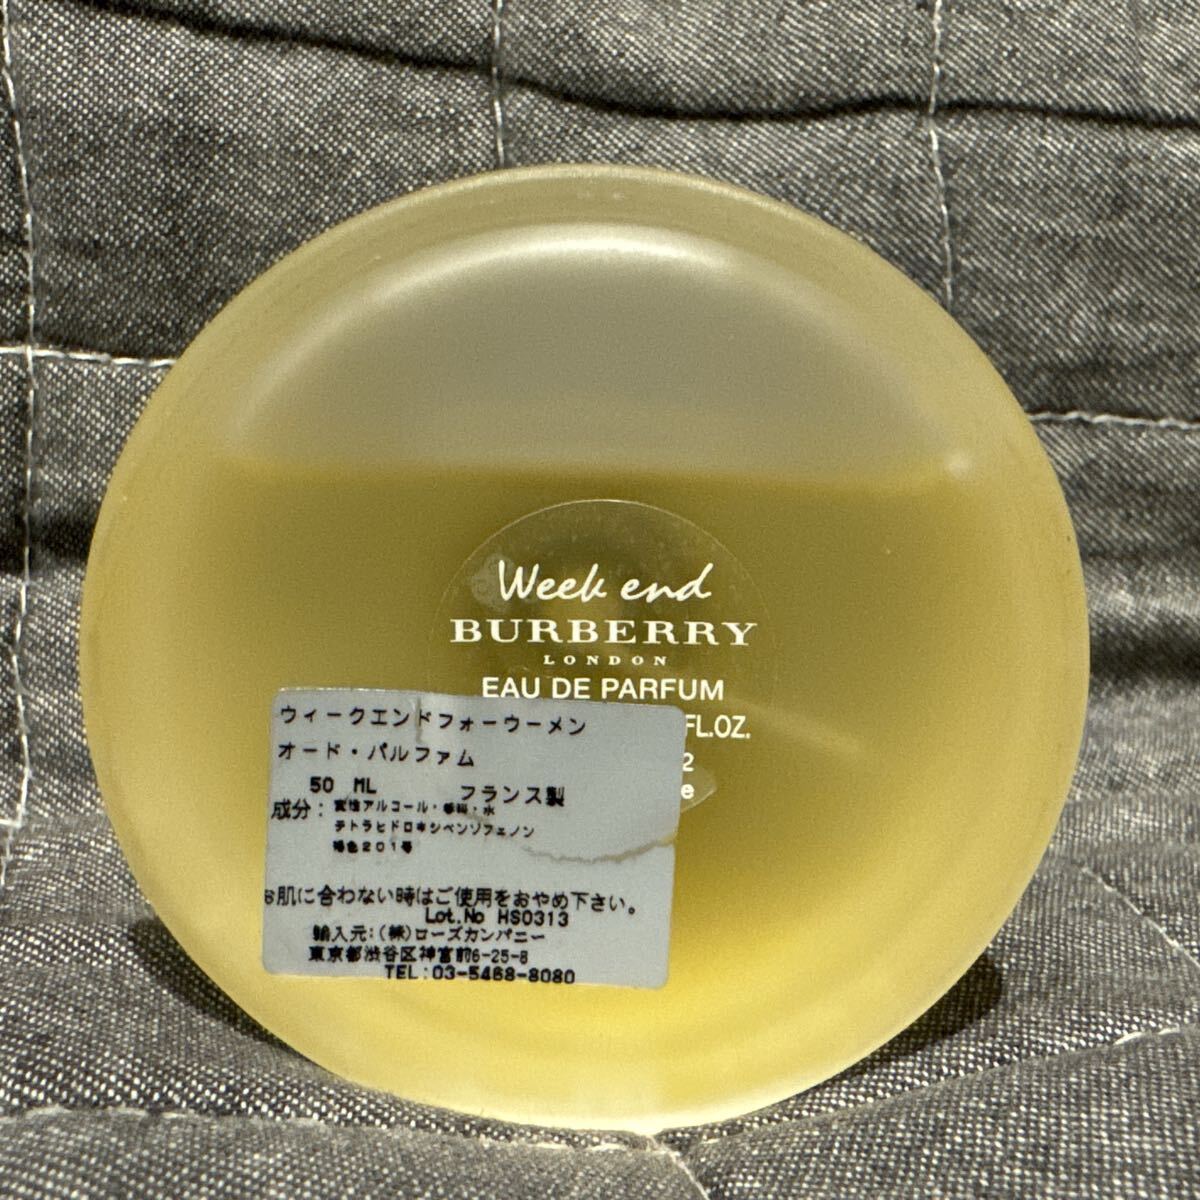 Week end
BURBERRY
LONDON
EAU DE PARFUM
FL.OZ.
2
e
ウィークエンドフォーウーメン
オード・パルファム
50 ML フランス製
成分: 変性アルコール・香料・水
テトラヒドロキシベンゾフェノン
褐色201号
お肌に合わない時はご使用をおやめ下さい。
Lot.No HS0313
輸入元:(株)ローズカンパニー
東京都渋谷区神宮前6-25-8
TEL:03-5468-8080